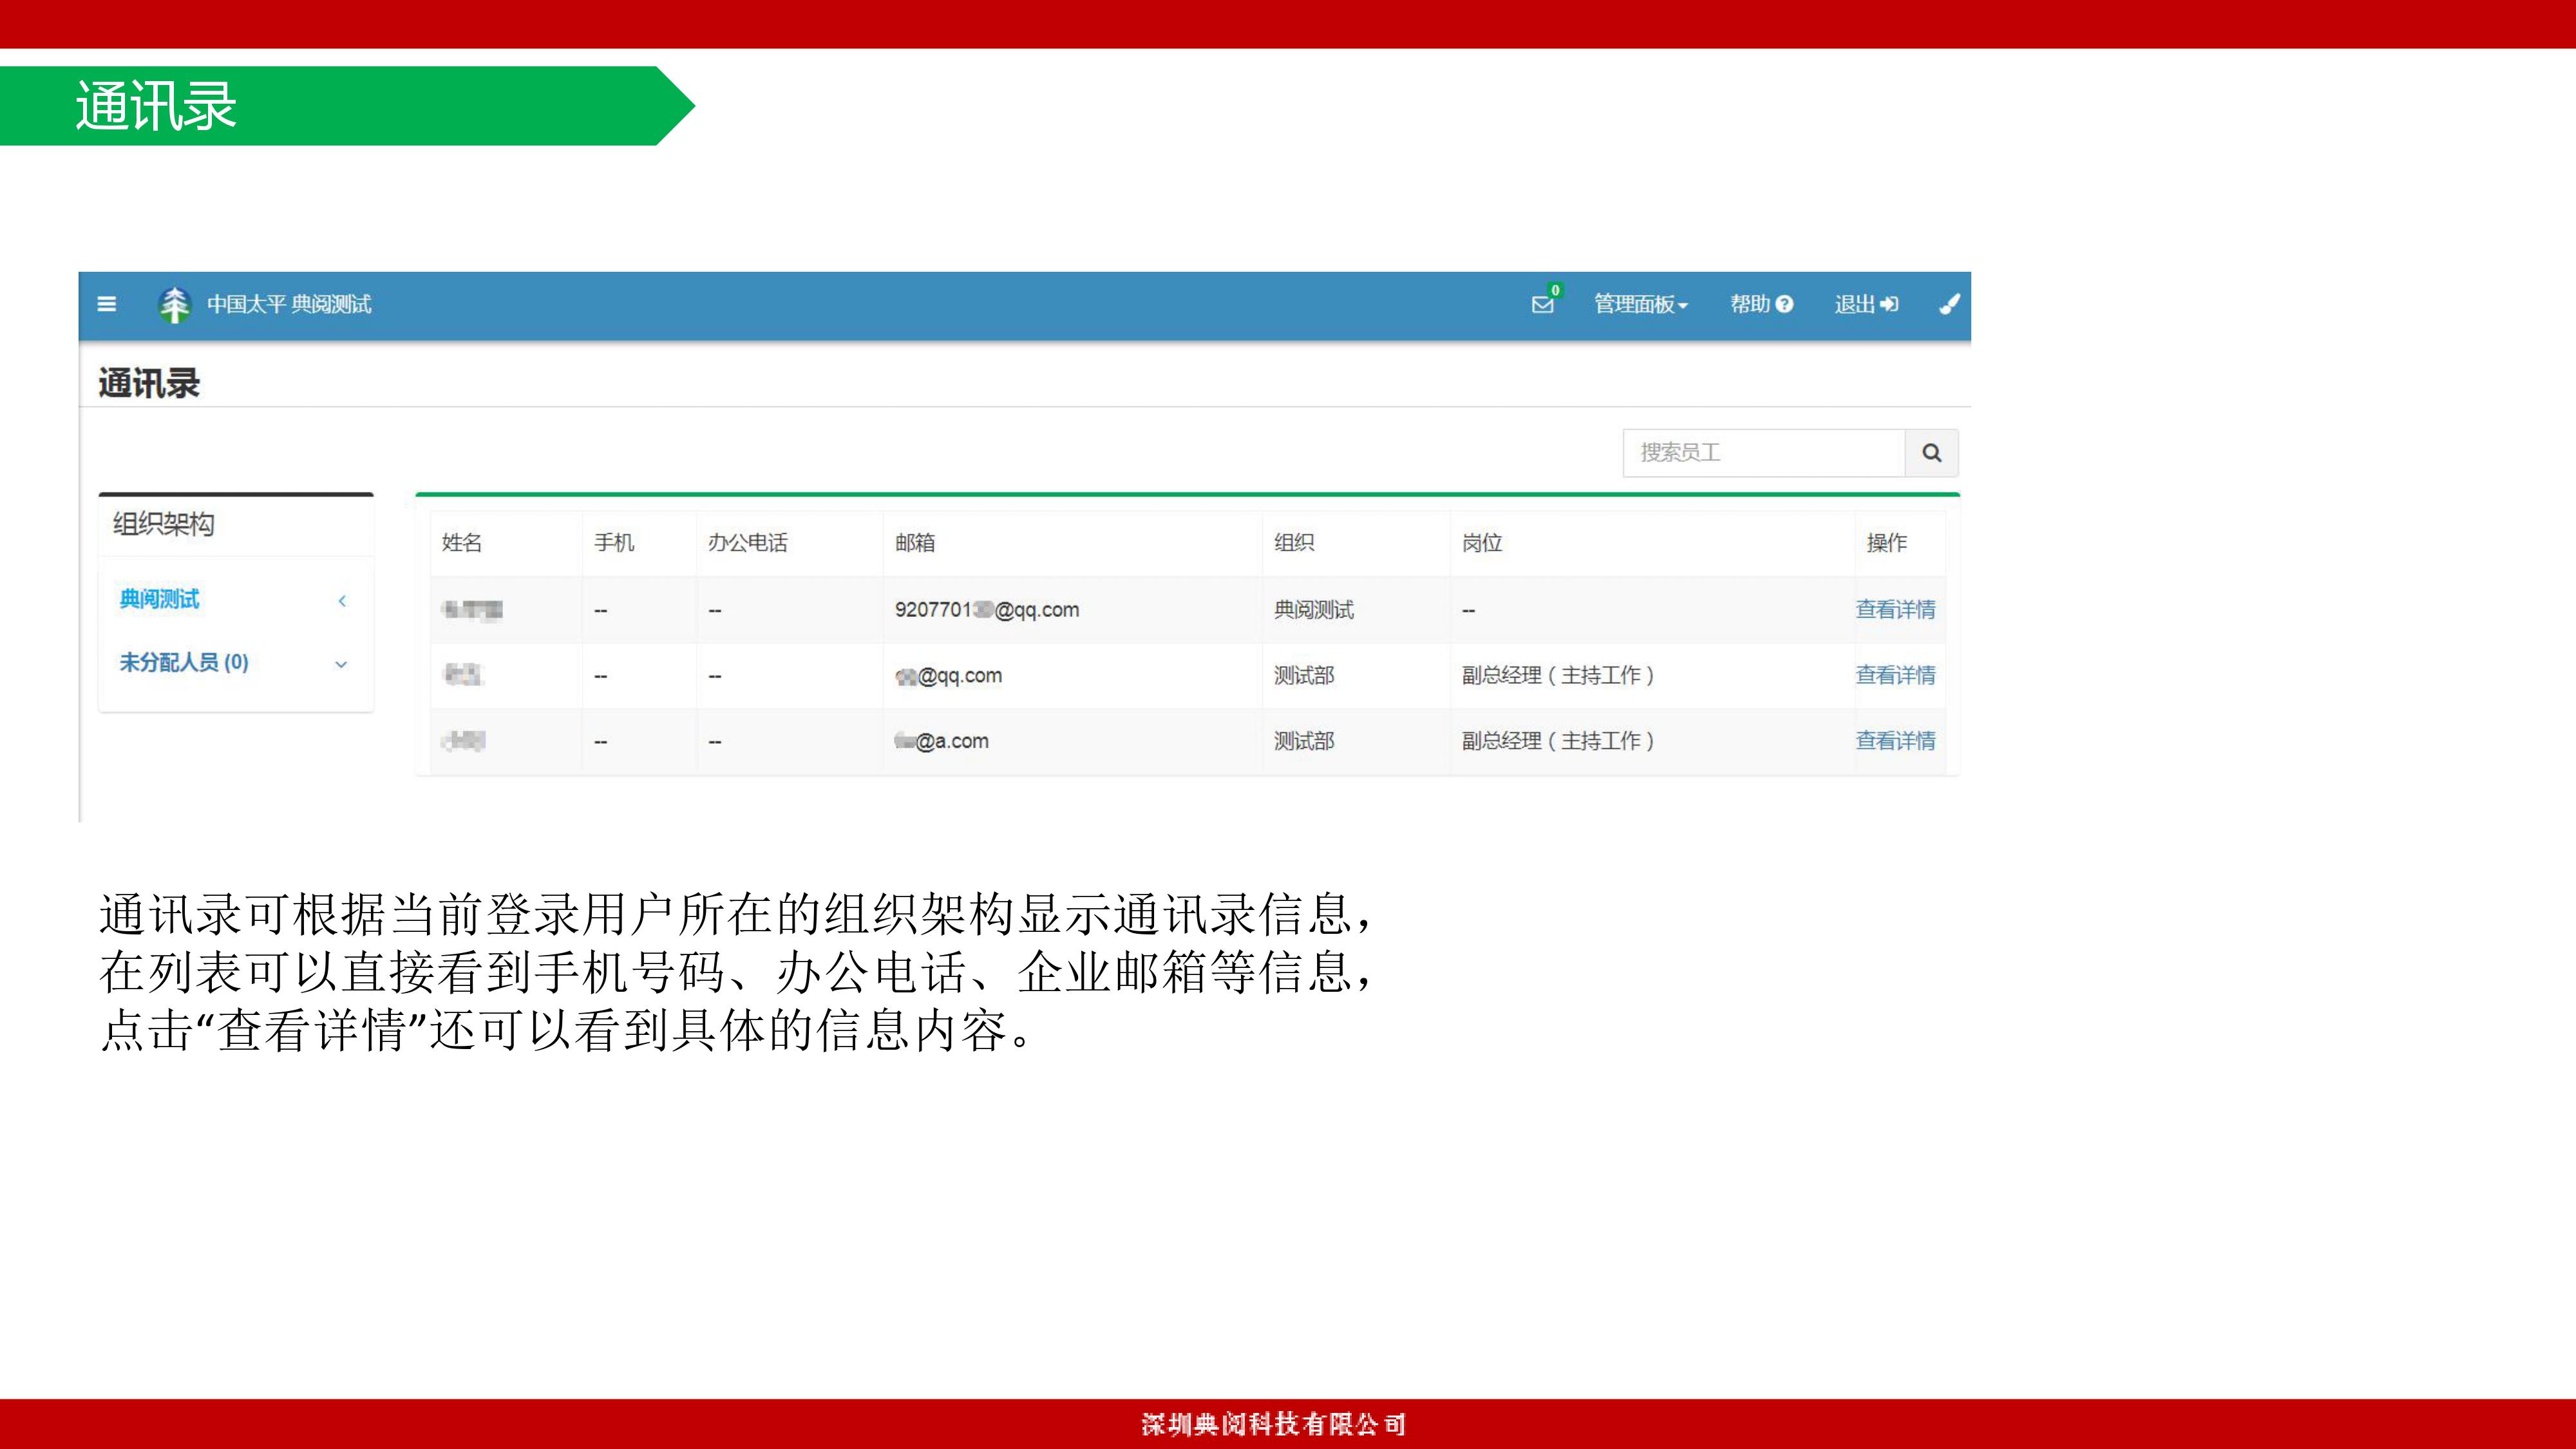 通讯录
中国太平 典阅测试
0
管理面板
帮助
退出
通讯录
搜索员工
组织架构
典阅测试
未分配人员 (0)
姓名 手机 办公电话 邮箱 组织 岗位 操作
-- -- 9207701 @qq.com 典阅测试 -- 查看详情
-- -- @qq.com 测试部 副总经理（主持工作） 查看详情
-- -- @a.com 测试部 副总经理（主持工作） 查看详情
通讯录可根据当前登录用户所在的组织架构显示通讯录信息，
在列表可以直接看到手机号码、办公电话、企业邮箱等信息，
点击“查看详情”还可以看到具体的信息内容。
深圳典阅科技有限公司